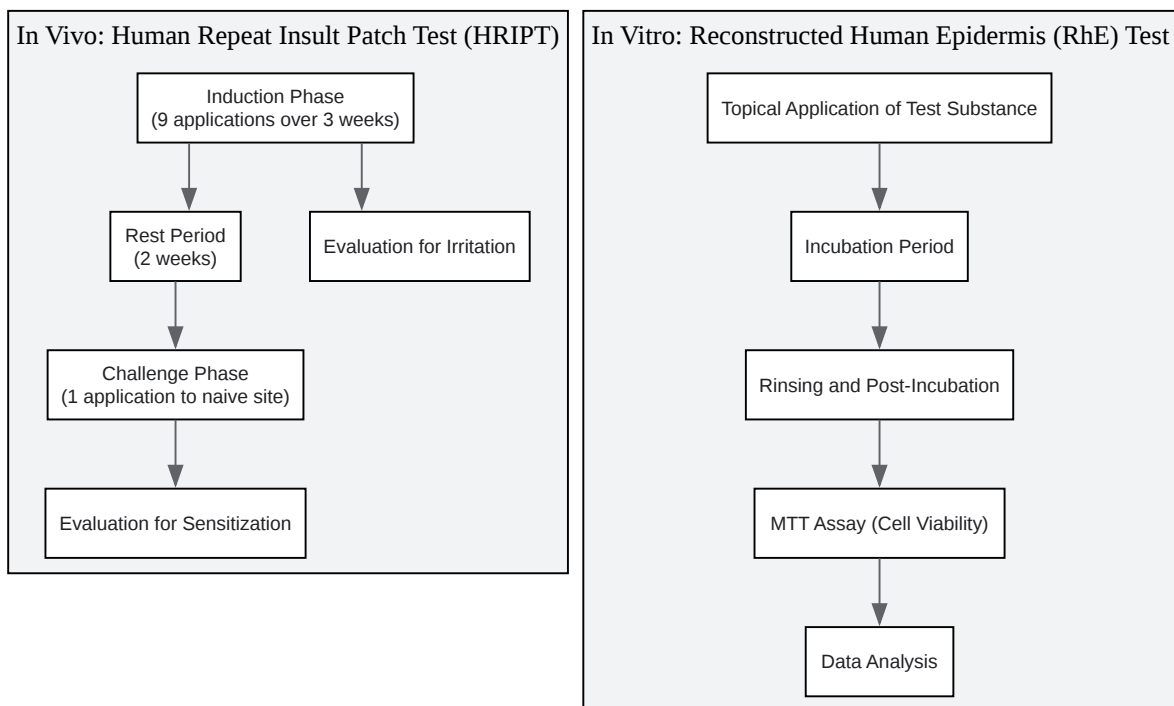 In Vivo: Human Repeat Insult Patch Test (HRIPT)
Induction Phase
(9 applications over 3 weeks)
Rest Period
(2 weeks)
Evaluation for Irritation
Challenge Phase
(1 application to naive site)
Evaluation for Sensitization
In Vitro: Reconstructed Human Epidermis (RhE) Test
Topical Application of Test Substance
Incubation Period
Rinsing and Post-Incubation
MTT Assay (Cell Viability)
Data Analysis